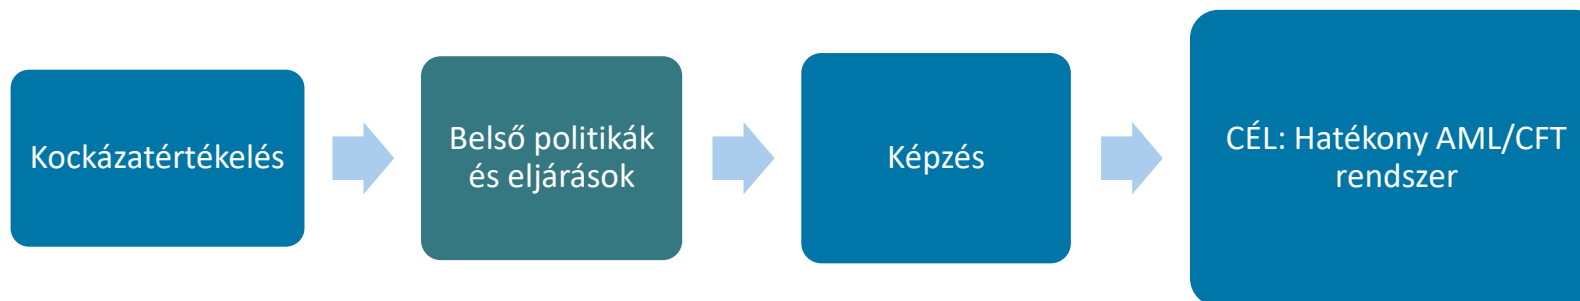 Kockázatértékelés
Belső politikák
és eljárások
Képzés
CÉL: Hatékony AML/CFT
rendszer